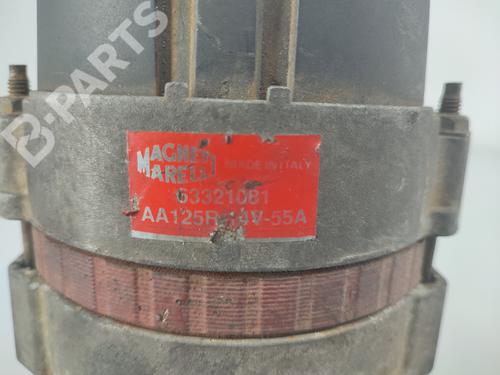 B-PARTS
MAGNETI MADE IN ITALY
MARELLI
63321081
AA125R-14V-55A